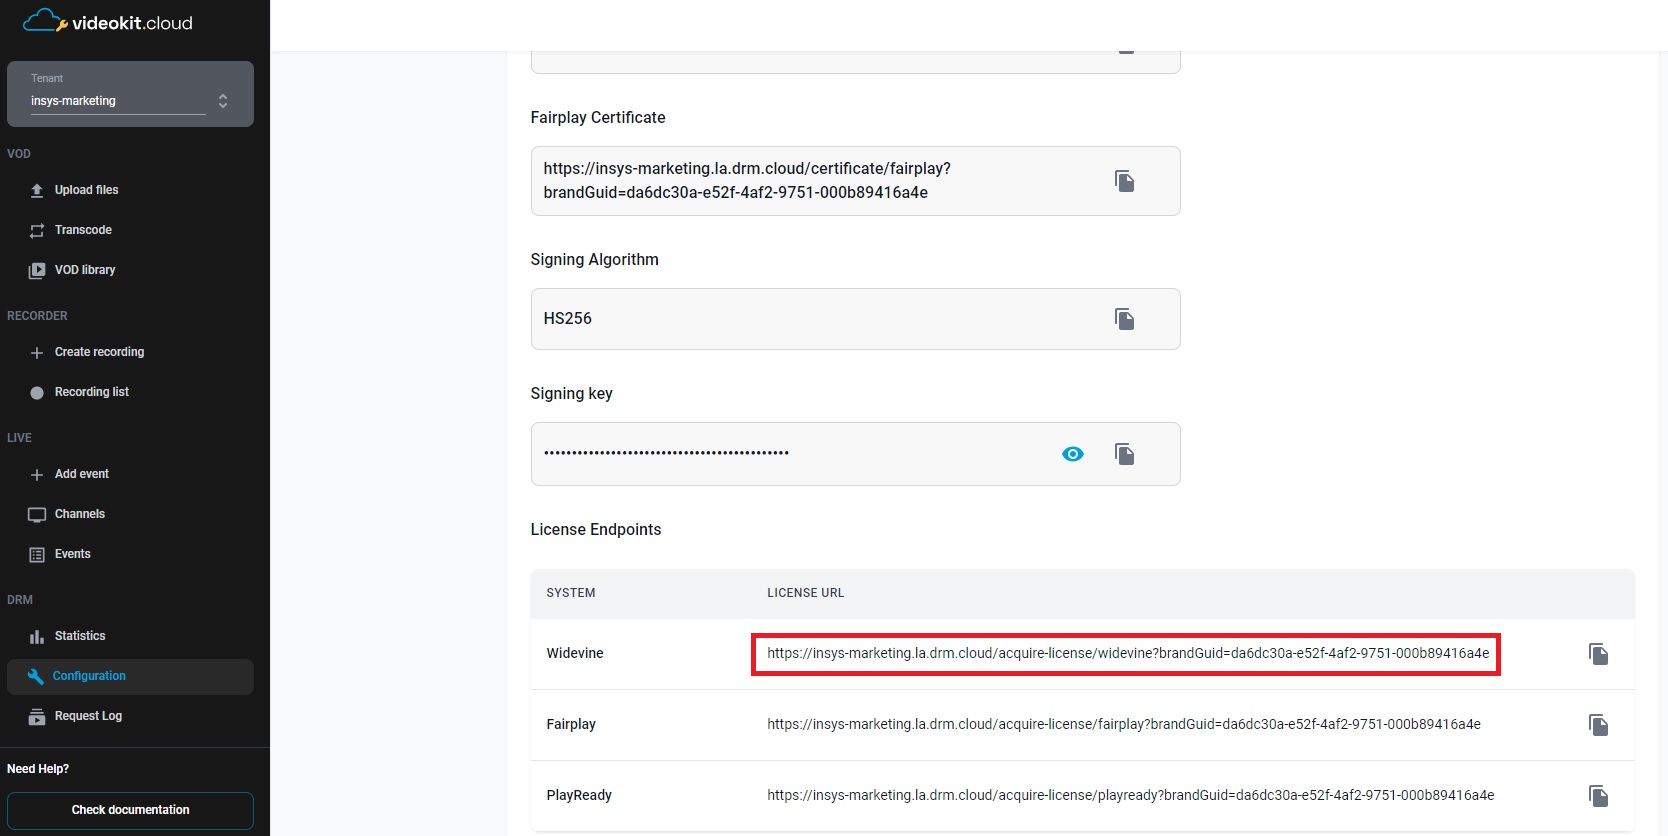 videokit.cloud
Tenant
insys-marketing
VOD
Upload files
Transcode
VOD library
RECORDER
Create recording
Recording list
LIVE
Add event
Channels
Events
DRM
Statistics
Configuration
Request Log
Need Help?
Check documentation
Fairplay Certificate
https://insys-marketing.la.drm.cloud/certificate/fairplay?
brandGuid=da6dc30a-e52f-4af2-9751-000b89416a4e
Signing Algorithm
HS256
Signing key
License Endpoints
SYSTEM LICENSE URL
Widevine https://insys-marketing.la.drm.cloud/acquire-license/widevine?brandGuid=da6dc30a-e52f-4af2-9751-000b89416a4e
Fairplay https://insys-marketing.la.drm.cloud/acquire-license/fairplay?brandGuid=da6dc30a-e52f-4af2-9751-000b89416a4e
PlayReady https://insys-marketing.la.drm.cloud/acquire-license/playready?brandGuid=da6dc30a-e52f-4af2-9751-000b89416a4e